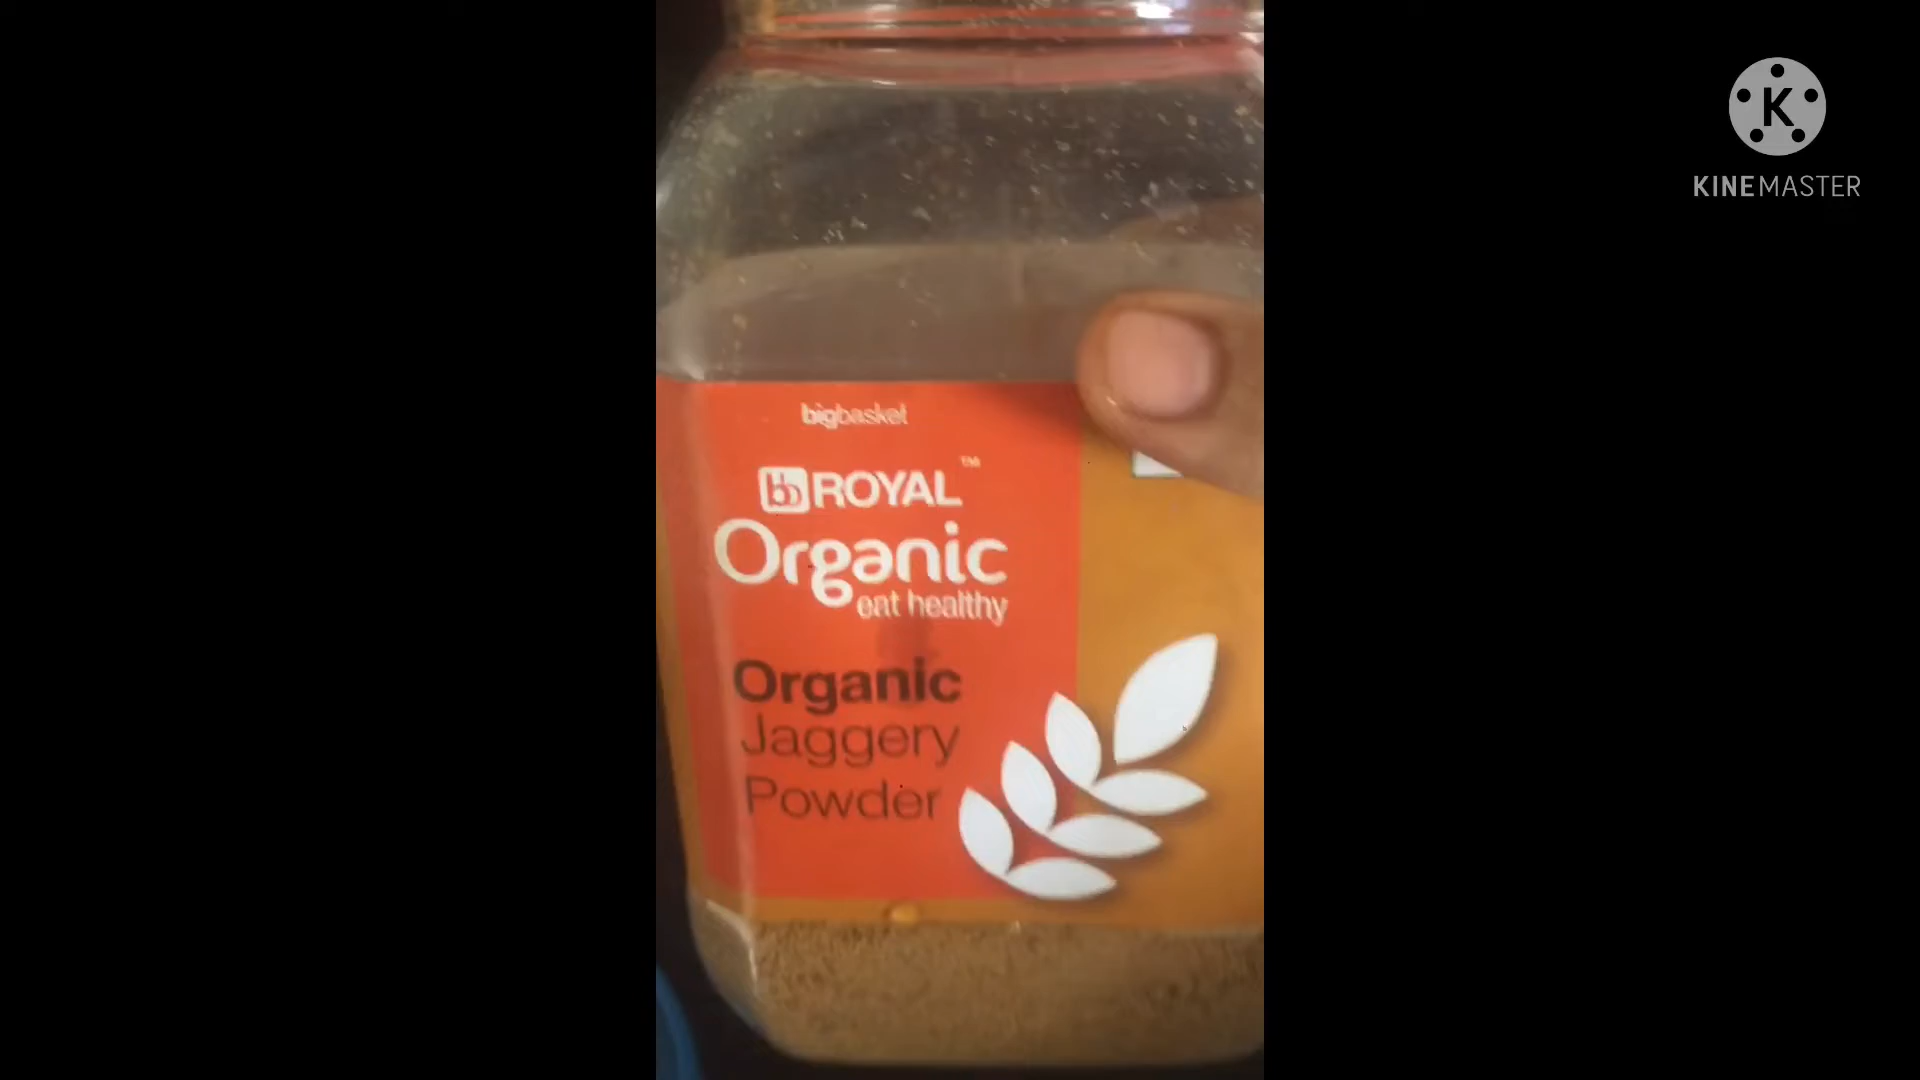 bigbasket
bb ROYAL™
Organic
eat healthy
Organic
Jaggery
Powder
K
KINEMASTER